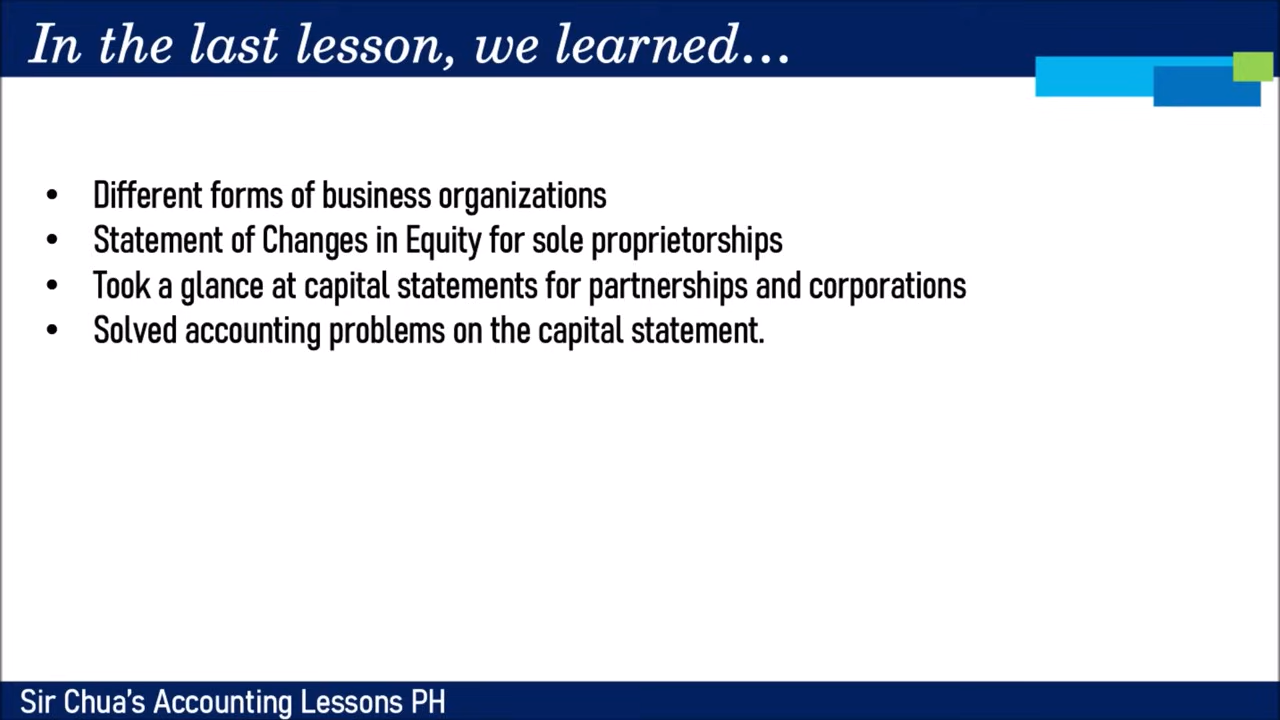 In the last lesson, we learned...
• Different forms of business organizations
• Statement of Changes in Equity for sole proprietorships
• Took a glance at capital statements for partnerships and corporations
• Solved accounting problems on the capital statement.
Sir Chua's Accounting Lessons PH